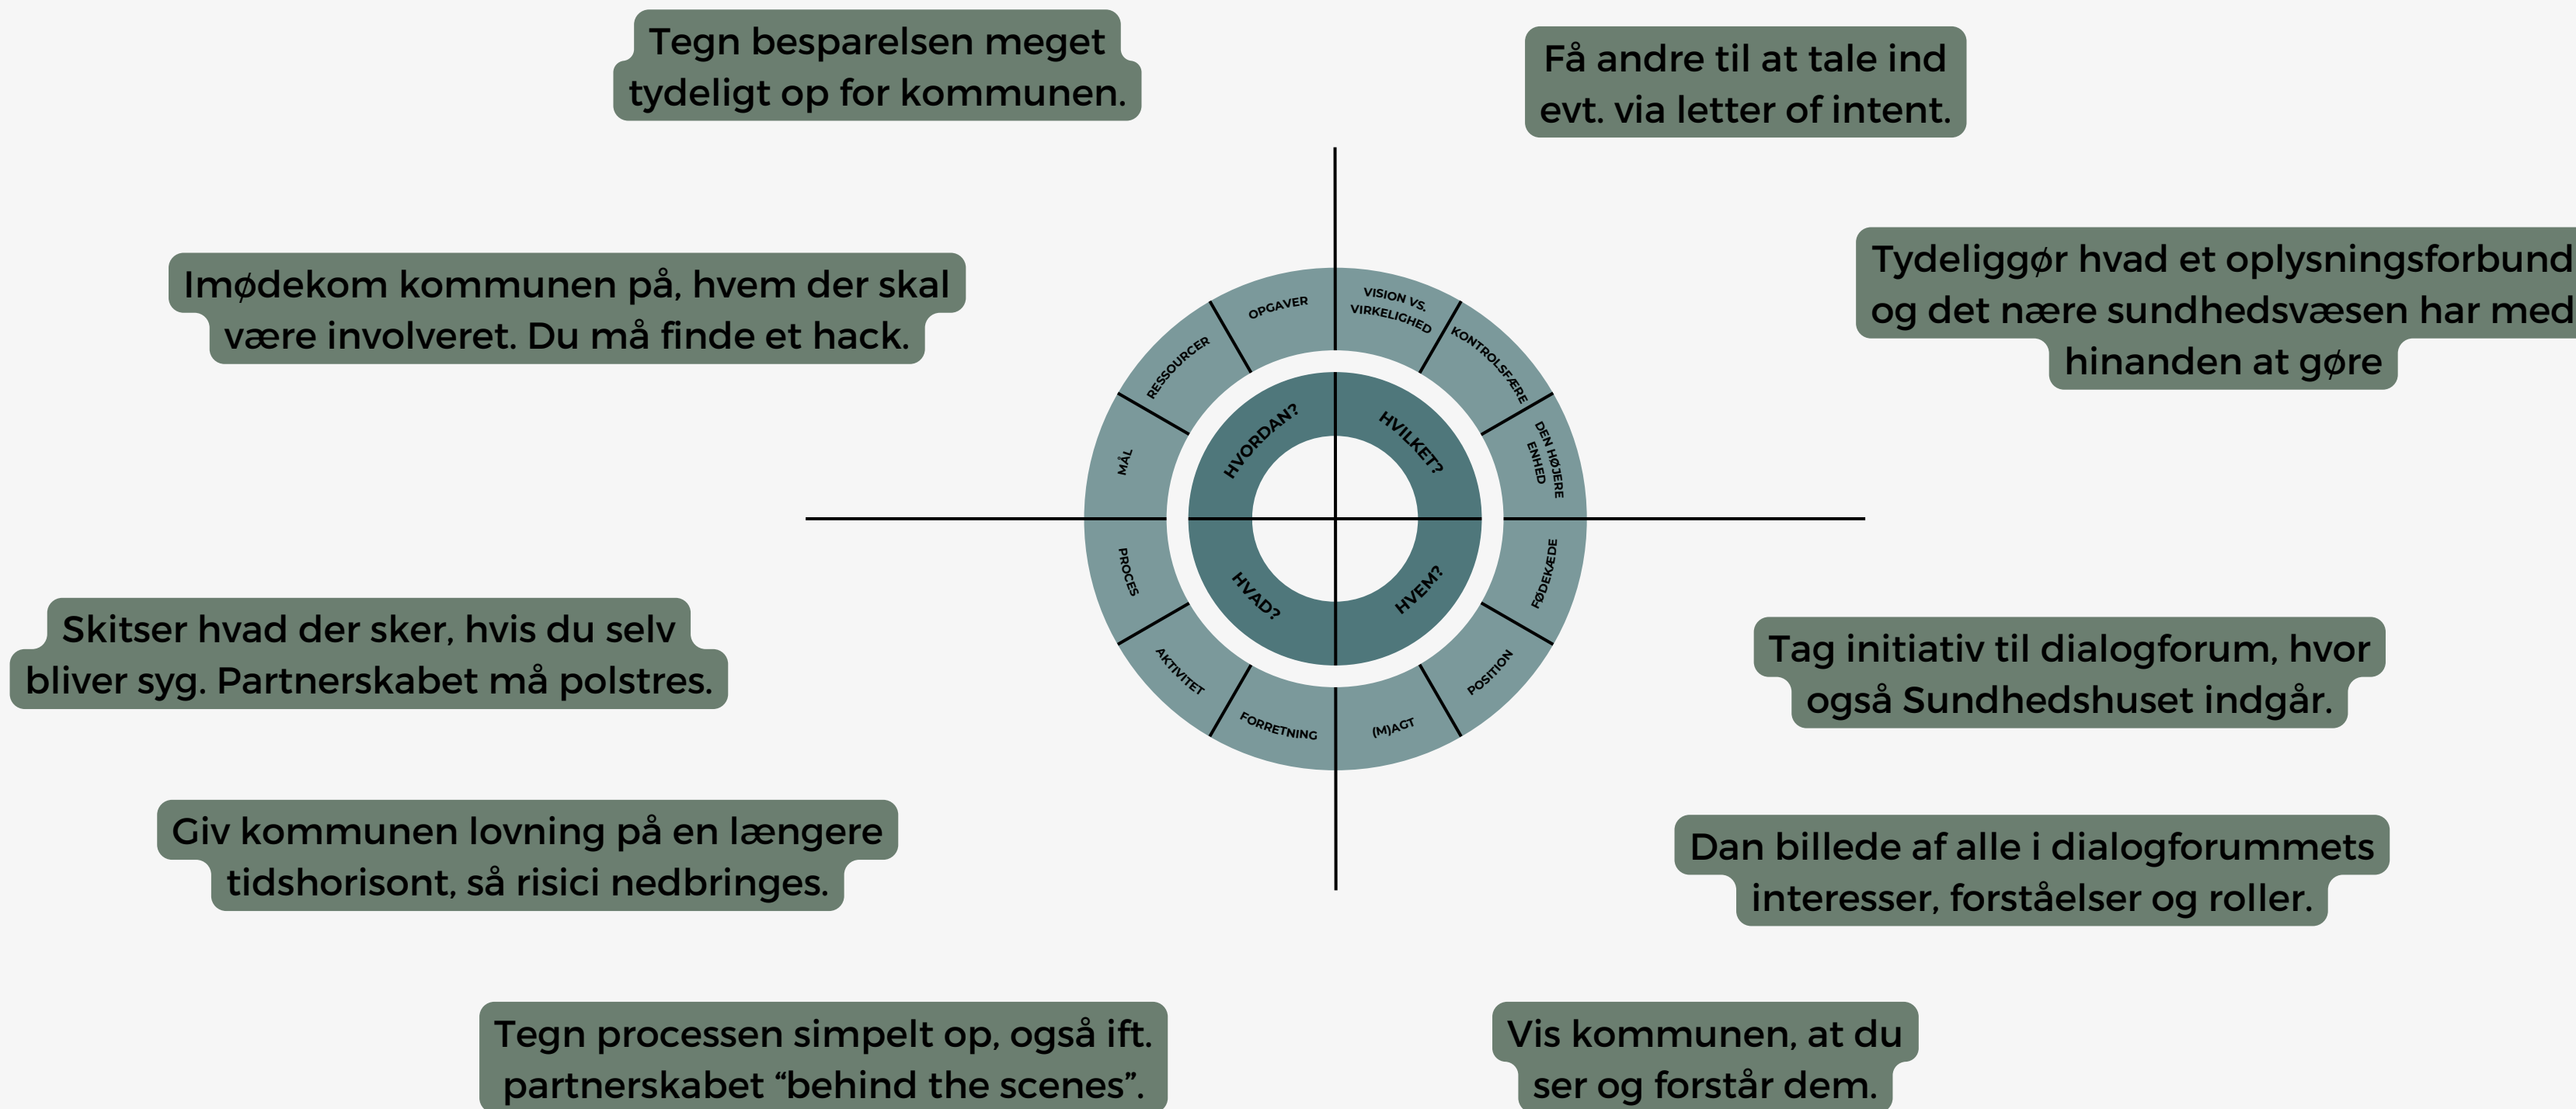 Tegn besparelsen meget
tydeligt op for kommunen.
Få andre til at tale ind
evt. via letter of intent.
Imødekom kommunen på, hvem der skal
være involveret. Du må finde et hack.
Tydeliggør hvad et oplysningsforbund
og det nære sundhedsvæsen har med
hinanden at gøre
OPGAVER
VISION VS.
VIRKELIGHED
RESSOURCER
KONTROLSFÆRE
MÅL
DEN HØJERE
ENHED
HVORDAN?
HVILKET?
HVAD?
HVEM?
PROCES
FØDEKÆDE
AKTIVITET
POSITION
FORRETNING
(M)AGT
Skitser hvad der sker, hvis du selv
bliver syg. Partnerskabet må polstres.
Tag initiativ til dialogforum, hvor
også Sundhedshuset indgår.
Giv kommunen lovning på en længere
tidshorisont, så risici nedbringes.
Dan billede af alle i dialogforummets
interesser, forståelser og roller.
Tegn processen simpelt op, også ift.
partnerskabet “behind the scenes”.
Vis kommunen, at du
ser og forstår dem.